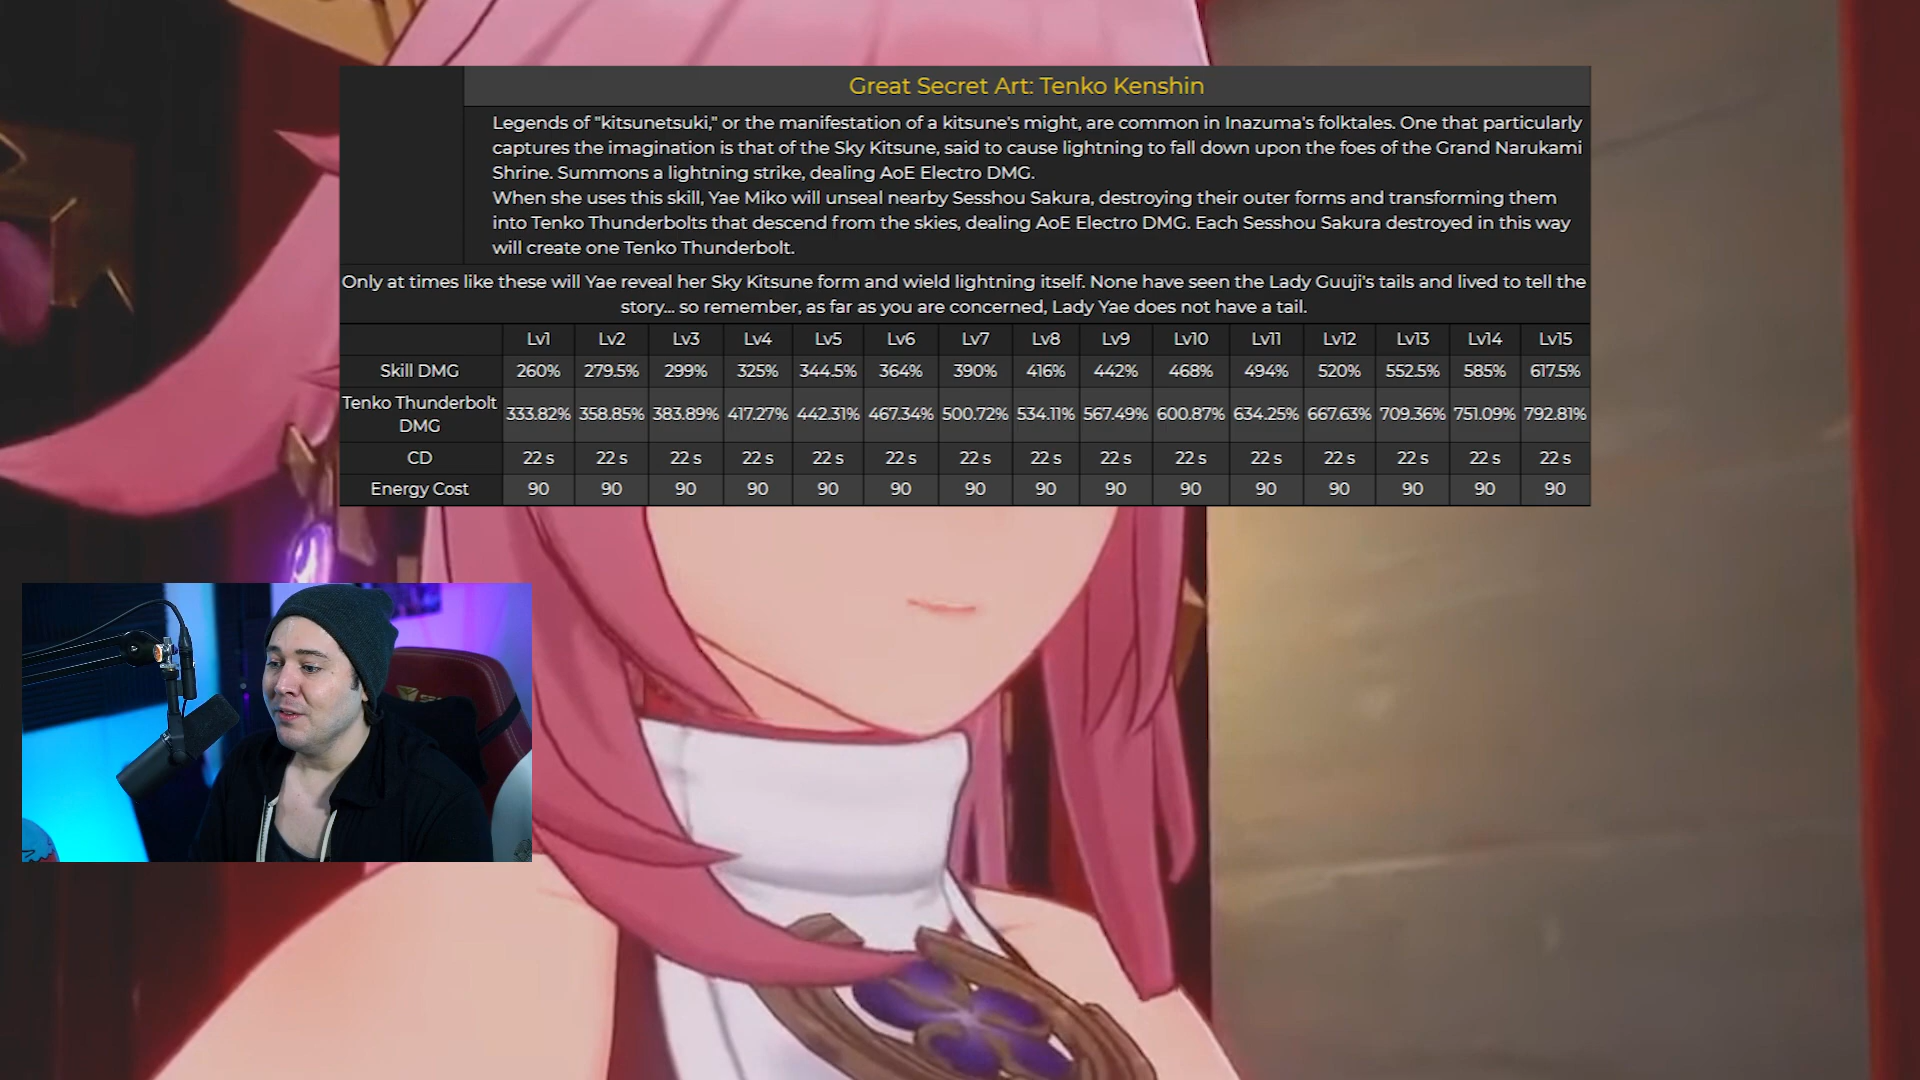 Great Secret Art: Tenko Kenshin
Legends of "kitsunetsuki," or the manifestation of a kitsune's might, are common in Inazuma's folktales. One that particularly
captures the imagination is that of the Sky Kitsune, said to cause lightning to fall down upon the foes of the Grand Narukami
Shrine. Summons a lightning strike, dealing AoE Electro DMG.
When she uses this skill, Yae Miko will unseal nearby Sesshou Sakura, destroying their outer forms and transforming them
into Tenko Thunderbolts that descend from the skies, dealing AoE Electro DMG. Each Sesshou Sakura destroyed in this way
will create one Tenko Thunderbolt.
Only at times like these will Yae reveal her Sky Kitsune form and wield lightning itself. None have seen the Lady Guuji's tails and lived to tell the
story... so remember, as far as you are concerned, Lady Yae does not have a tail.
Lv1 Lv2 Lv3 Lv4 Lv5 Lv6 Lv7 Lv8 Lv9 Lv10 Lv11 Lv12 Lv13 Lv14 Lv15
Skill DMG 260% 279.5% 299% 325% 344.5% 364% 390% 416% 442% 468% 494% 520% 552.5% 585% 617.5%
Tenko Thunderbolt
DMG 333.82% 358.85% 383.89% 417.27% 442.31% 467.34% 500.72% 534.11% 567.49% 600.87% 634.25% 667.63% 709.36% 751.09% 792.81%
CD 22 s 22 s 22 s 22 s 22 s 22 s 22 s 22 s 22 s 22 s 22 s 22 s 22 s 22 s 22 s
Energy Cost 90 90 90 90 90 90 90 90 90 90 90 90 90 90 90